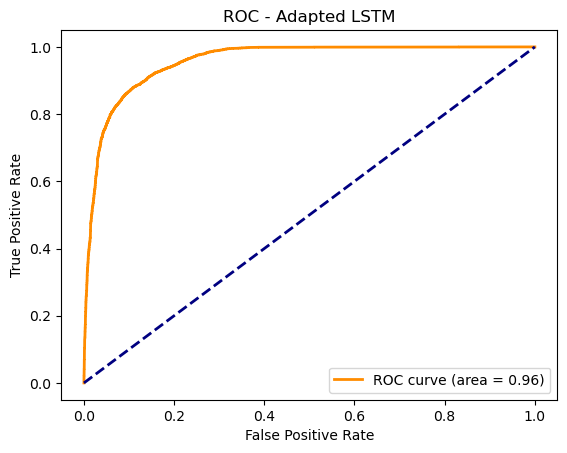 ROC - Adapted LSTM
True Positive Rate
1.0
0.8
0.6
0.4
0.2
0.0
ROC curve (area = 0.96)
0.0 0.2 0.4 0.6 0.8 1.0
False Positive Rate